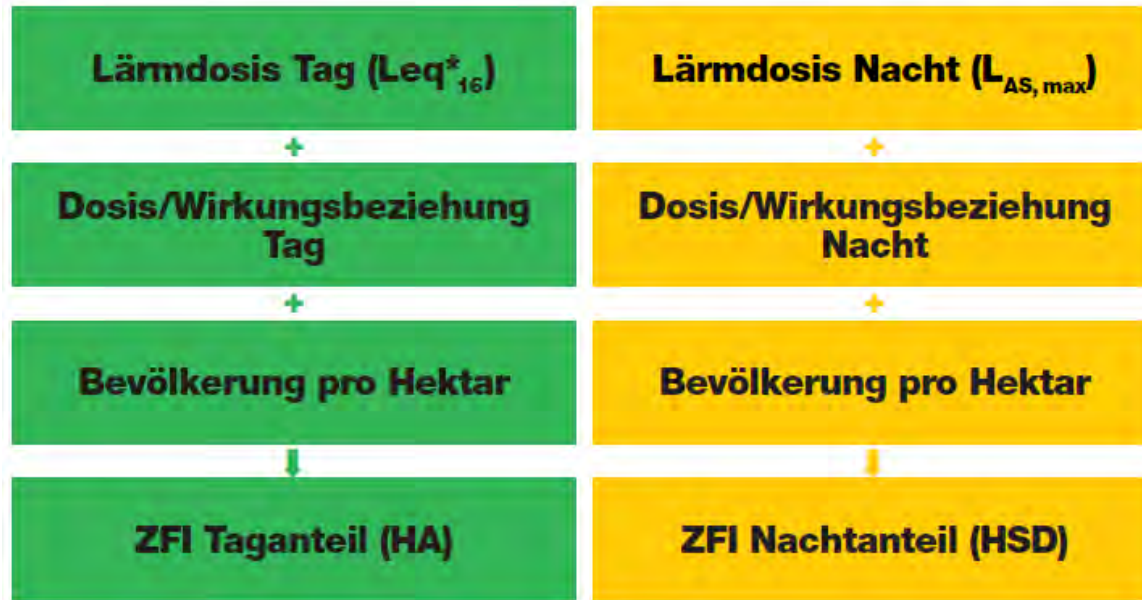 Lärmdosis Tag (Leq*16)
+
Dosis/Wirkungsbeziehung
Tag
+
Bevölkerung pro Hektar
ZFI Taganteil (HA)
Lärmdosis Nacht (LAS, max)
+
Dosis/Wirkungsbeziehung
Nacht
+
Bevölkerung pro Hektar
ZFI Nachtanteil (HSD)